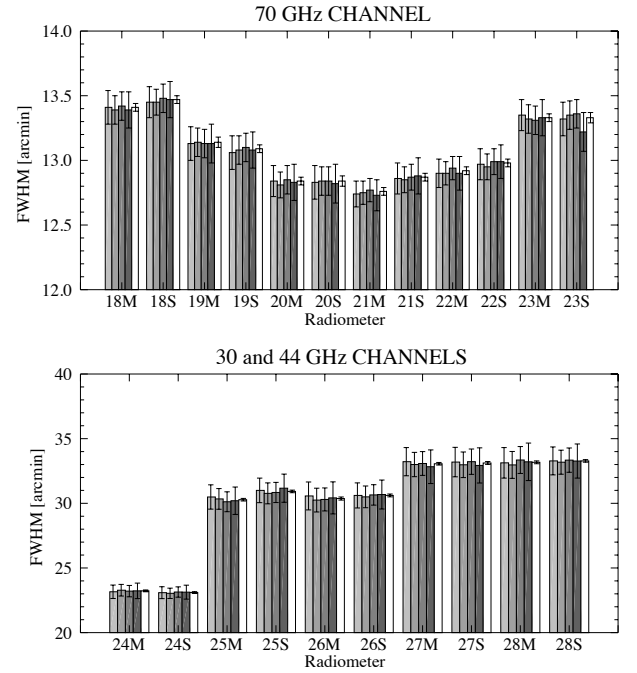 70 GHz CHANNEL
14.0
13.5
13.0
12.5
12.0
FWHM [arcmin]
18M 18S 19M 19S 20M 20S 21M 21S 22M 22S 23M 23S
Radiometer
30 and 44 GHz CHANNELS
40
35
30
25
20
FWHM [arcmin]
24M 24S 25M 25S 26M 26S 27M 27S 28M 28S
Radiometer